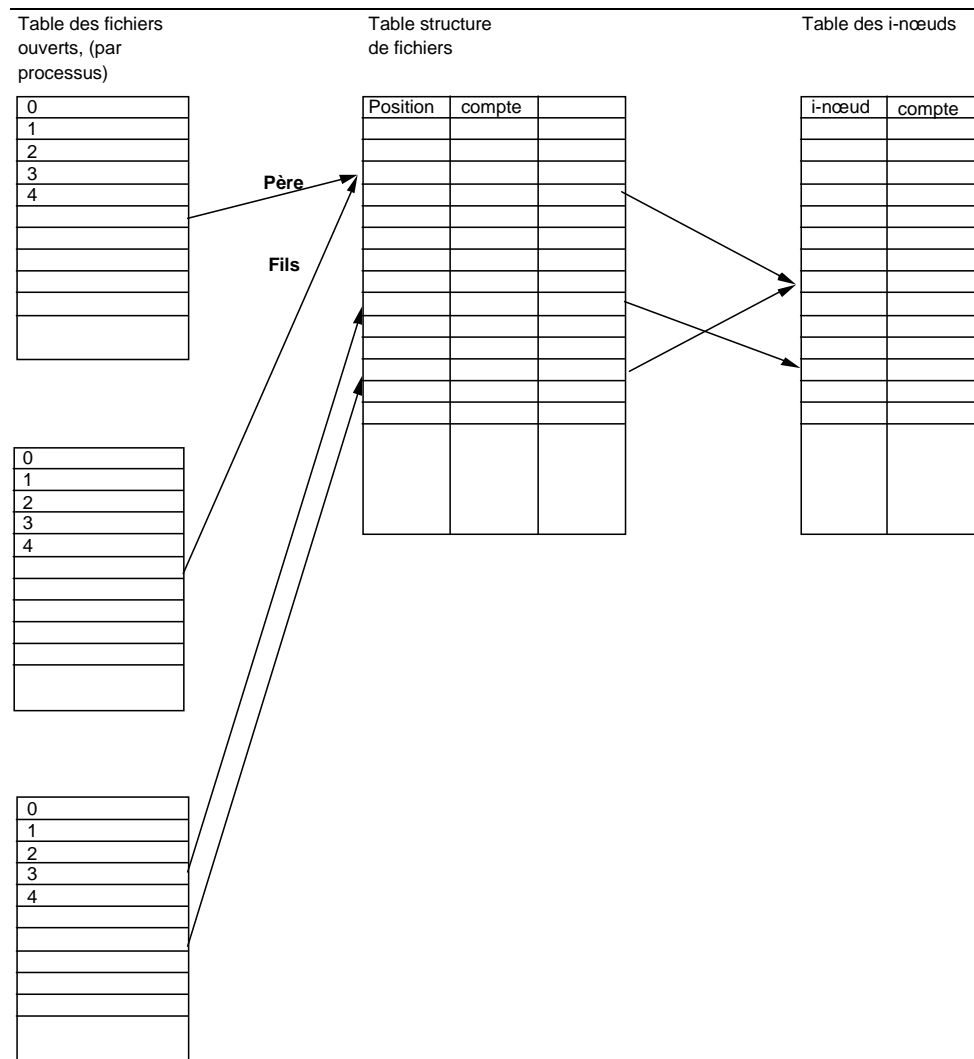 Table des fichiers
ouverts, (par
processus)
Table structure
de fichiers
Table des i-nœuds
0
1
2
3
4
Position compte
i-nœud compte
Père
Fils
0
1
2
3
4
0
1
2
3
4